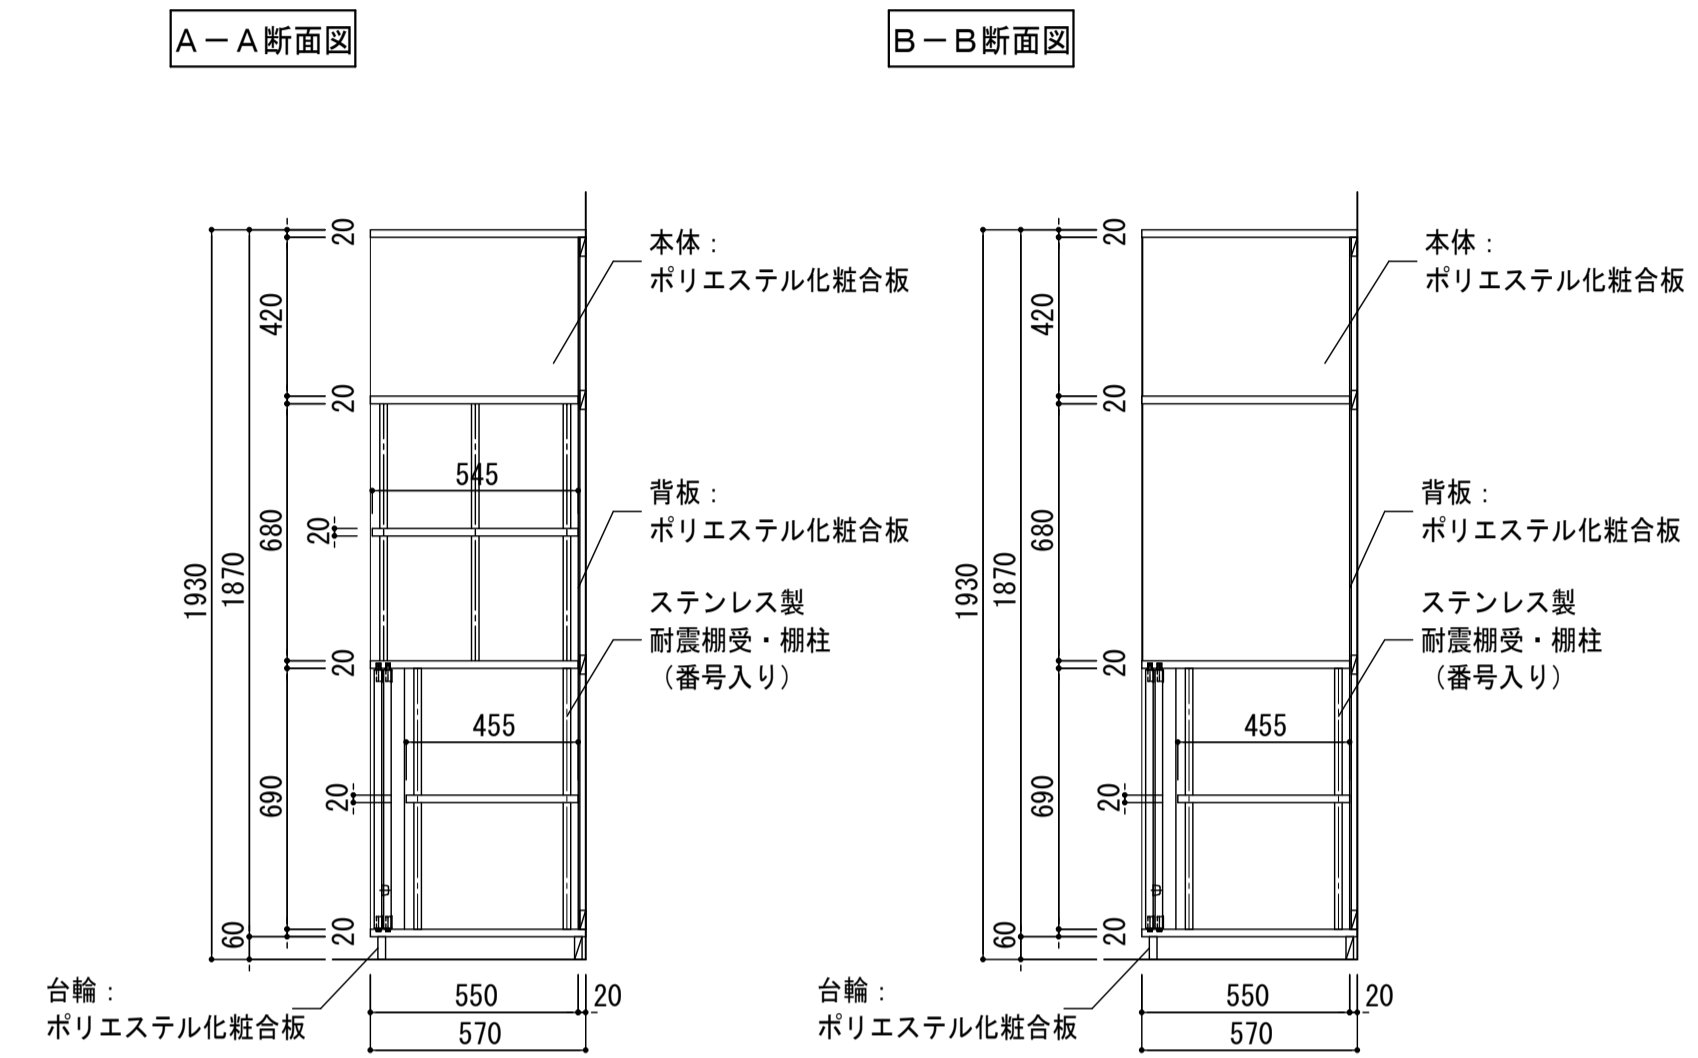 A－A断面図
B－B断面図
20
420
20
680
20
690
20
60
1870
1930
545
20
455
20
550
20
570
本体：
ポリエステル化粧合板
背板：
ポリエステル化粧合板
ステンレス製
耐震棚受・棚柱
（番号入り）
台輪：
ポリエステル化粧合板
20
420
20
680
20
690
20
60
1870
1930
455
20
550
20
570
本体：
ポリエステル化粧合板
背板：
ポリエステル化粧合板
ステンレス製
耐震棚受・棚柱
（番号入り）
台輪：
ポリエステル化粧合板